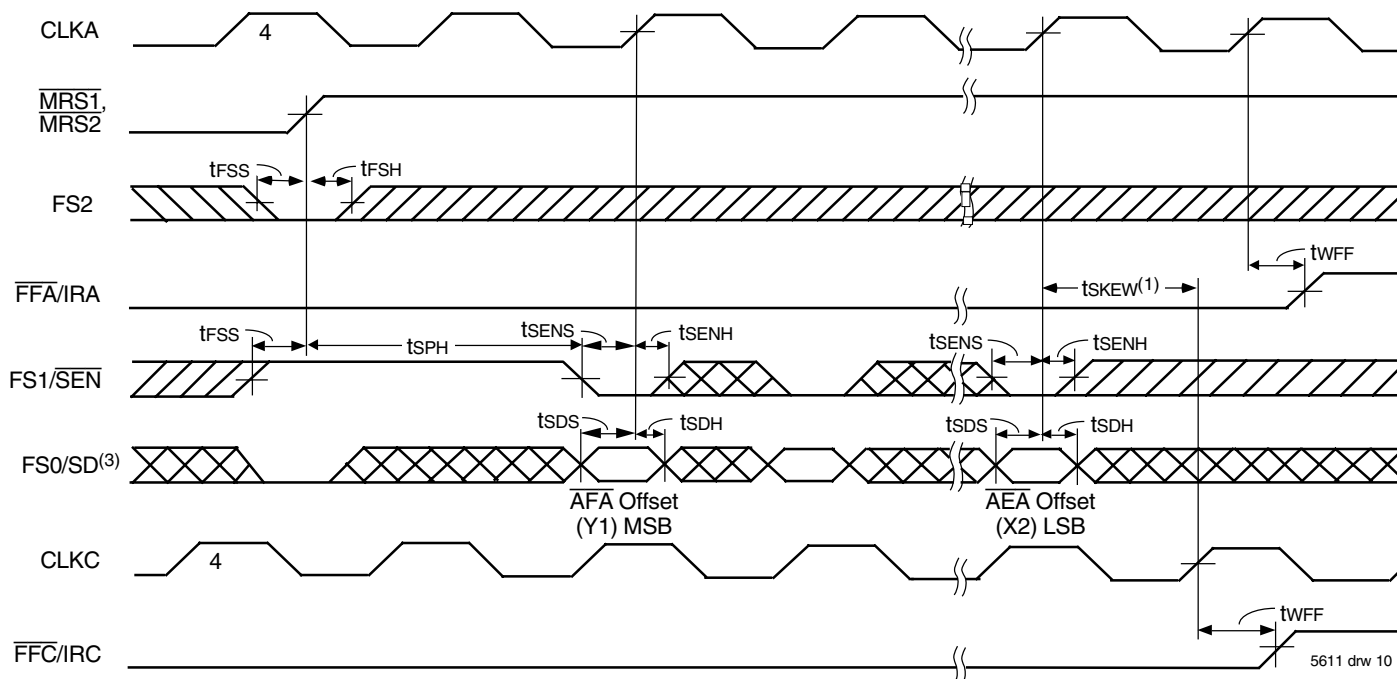 CLKA
4
MRS1,
MRS2
tFSS
tFSH
FS2
tWFF
FFA/IRA
tSKEW(1)
tFSS
tSPH
tSENS
tSENH
tSENS
tSENH
FS1/SEN
tSDS
tSDH
tSDS
tSDH
FS0/SD(3)
AFA Offset
(Y1) MSB
AEA Offset
(X2) LSB
CLKC
4
tWFF
FFC/IRC
5611 drw 10